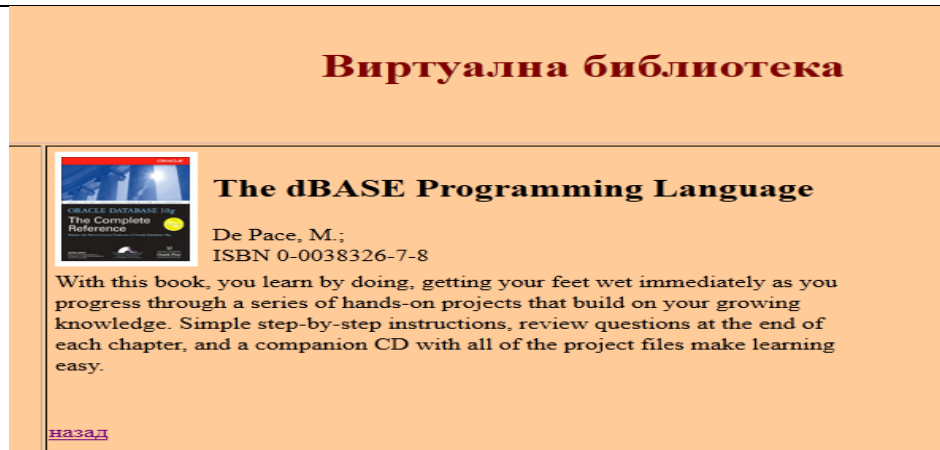 Виртуална библиотека
ORACLE
ORACLE DATABASE 10g
The Complete
Reference
The dBASE Programming Language
De Pace, M.;
ISBN 0-0038326-7-8
With this book, you learn by doing, getting your feet wet immediately as you
progress through a series of hands-on projects that build on your growing
knowledge. Simple step-by-step instructions, review questions at the end of
each chapter, and a companion CD with all of the project files make learning
easy.
назад